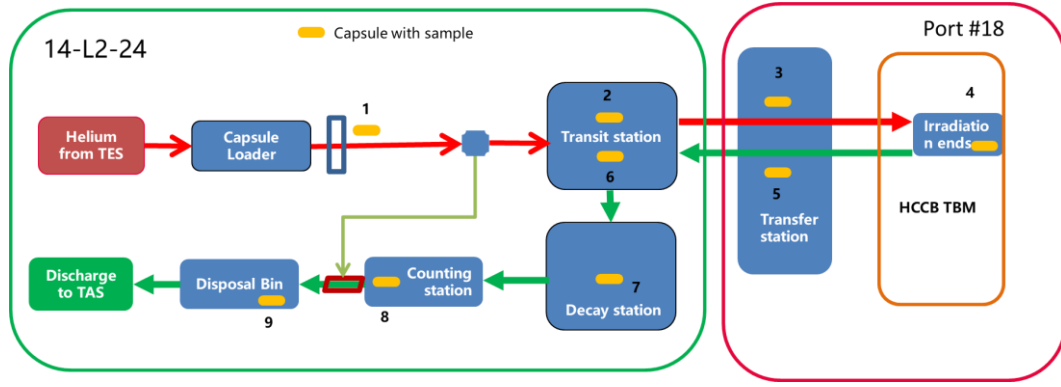 14-L2-24
Capsule with sample
Port #18
1
2
3
4
Helium
from TES
Capsule
Loader
Transit station
Irradiatio
n ends
6
5
HCCB TBM
Transfer
station
Discharge
to TAS
Disposal Bin
Counting
station
7
Decay station
9
8